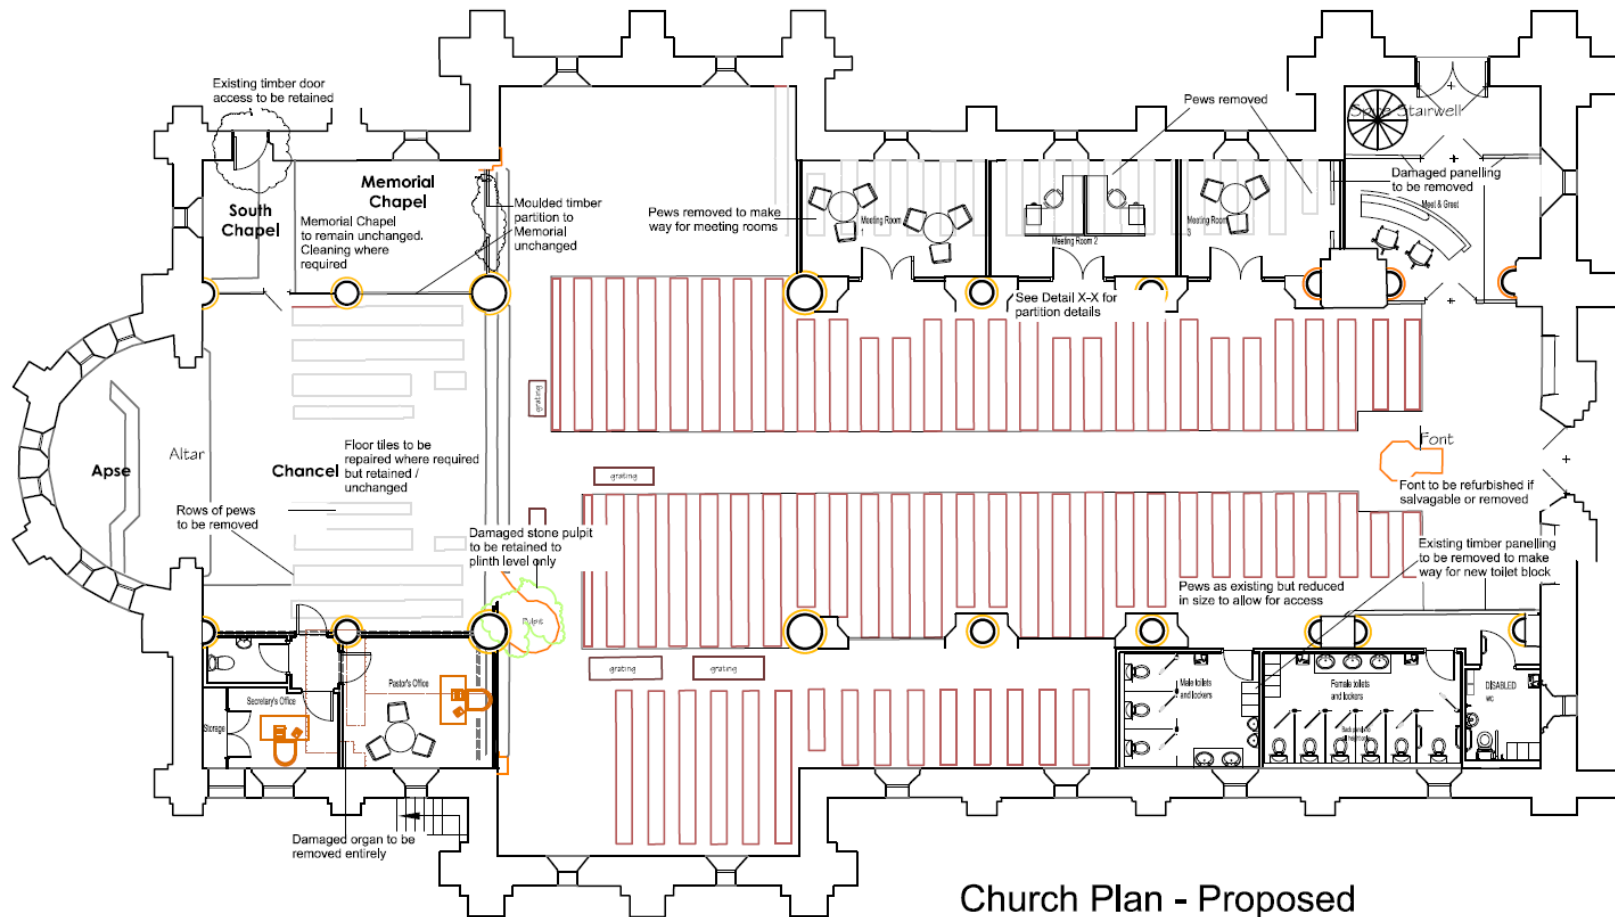 Existing timber door
access to be retained
Memorial
Chapel
South
Chapel
Memorial Chapel
to remain unchanged.
Cleaning where
required
Moulded timber
partition to
Memorial
unchanged
Pews removed to make
way for meeting rooms
Meeting Room
1
Meeting Room 2
Meeting Room
3
Pews removed
Stairwell
Damaged panelling
to be removed
Meet & Greet
See Detail X-X for
partition details
grating
Altar
Apse
Chancel
Floor tiles to be
repaired where required
but retained /
unchanged
grating
Font
Font to be refurbished if
salvagable or removed
Rows of pews
to be removed
Damaged stone pulpit
to be retained to
plinth level only
Pulpit
Existing timber panelling
to be removed to make
way for new toilet block
Pews as existing but reduced
in size to allow for access
grating
grating
Pastor's Office
Secretary's Office
Storage
Male toilets
and lockers
Female toilets
and lockers
DISABLED
WC
Damaged organ to be
removed entirely
Church Plan - Proposed